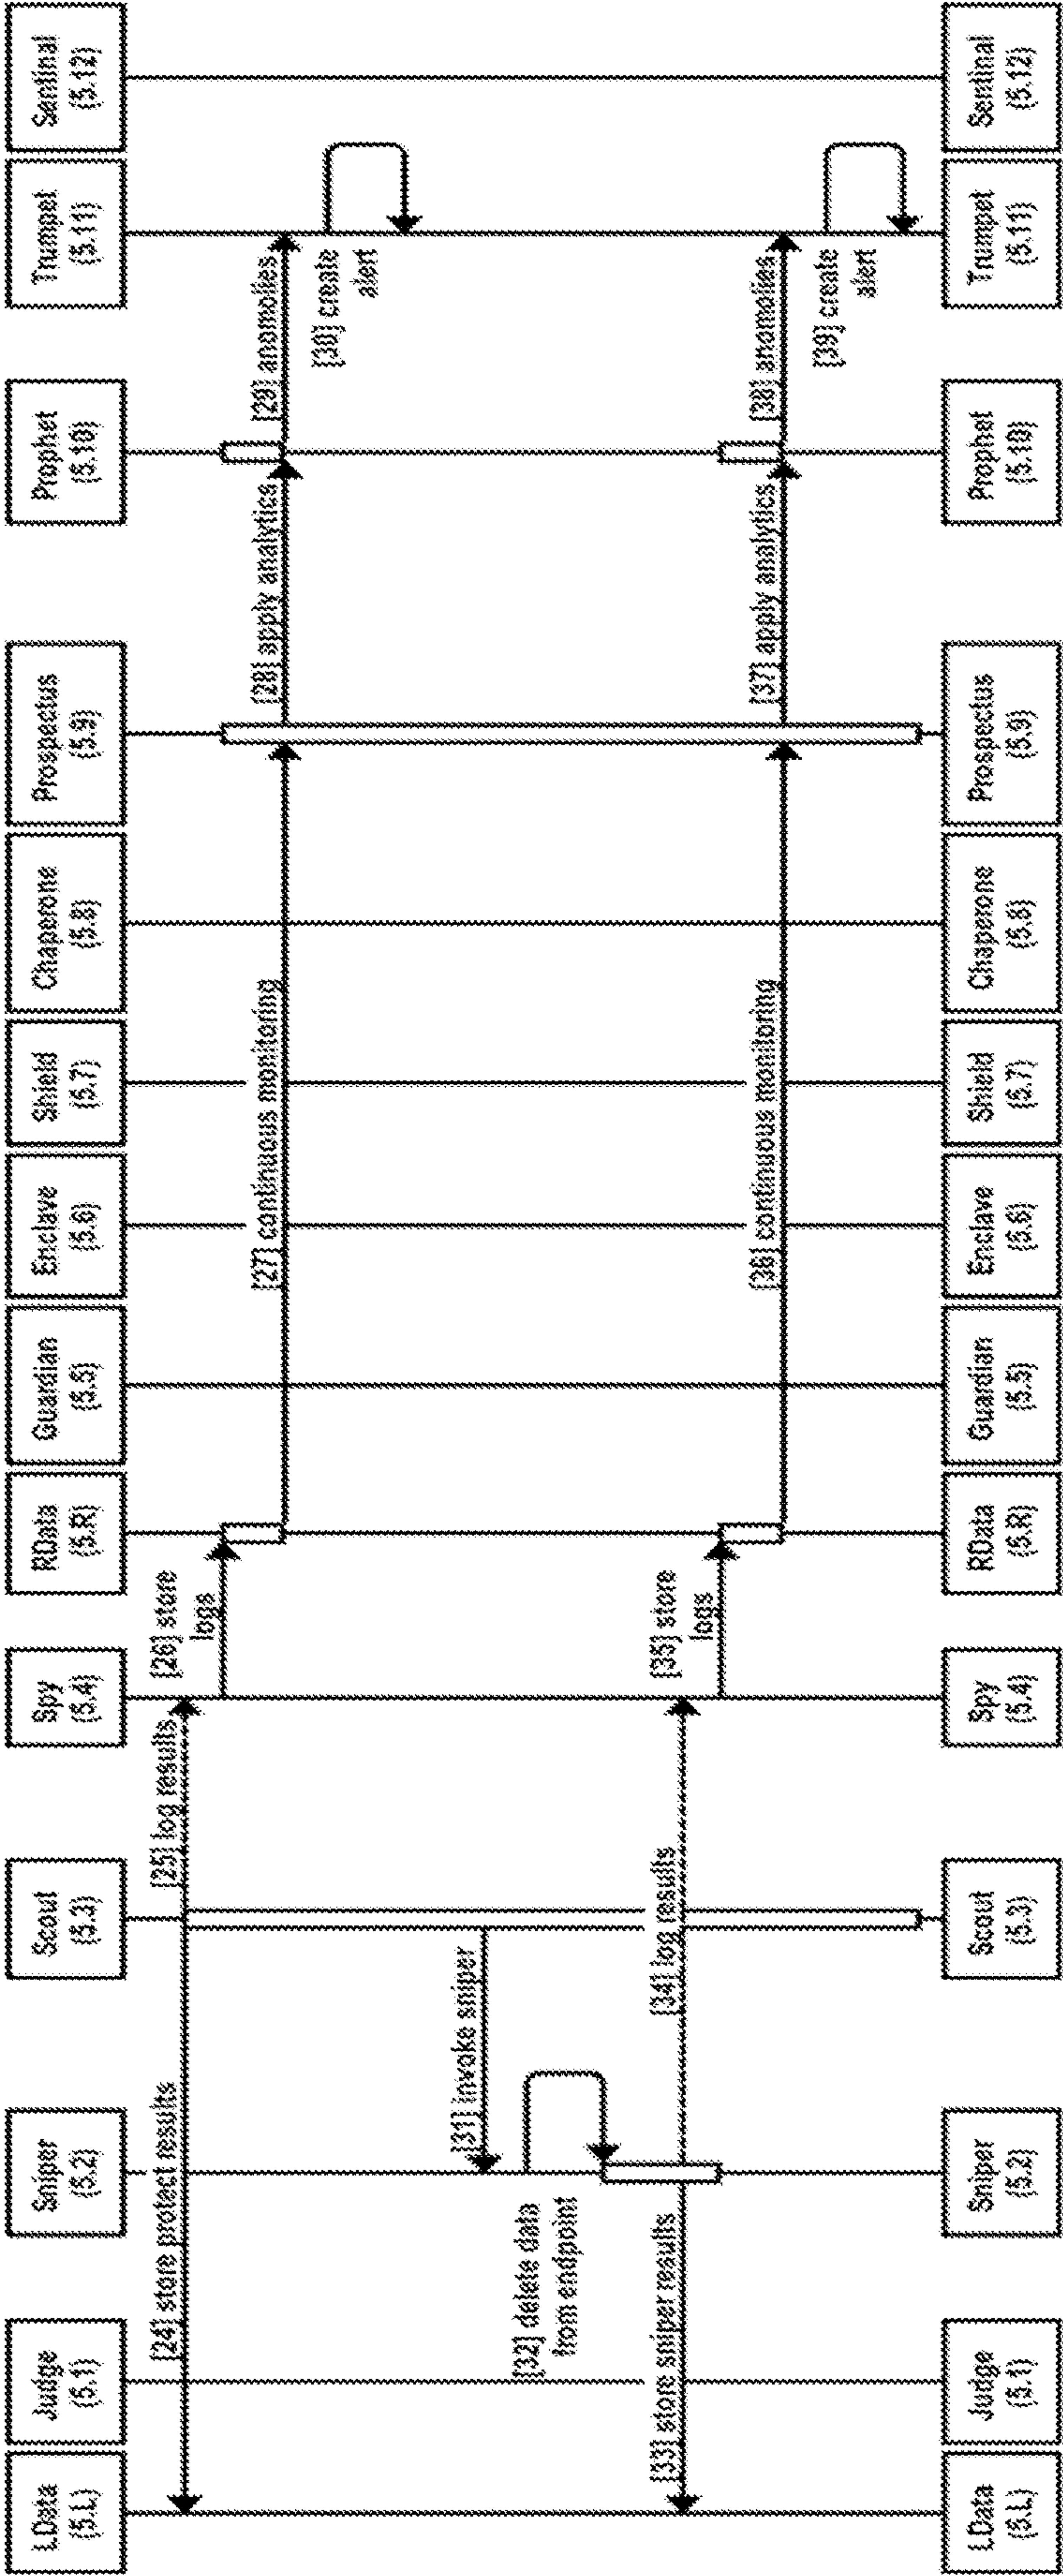 LData
(5.L)
Judge
(5.1)
Sniper
(5.2)
Scout
(5.3)
Spy
(5.4)
RData
(5.R)
Guardian
(5.5)
Enclave
(5.6)
Shield
(5.7)
Chaperone
(5.8)
Prospectus
(5.9)
Prophet
(5.10)
Trumpet
(5.11)
Sentinal
(5.12)
[24] store protect results
[25] log results
[26] store
logs
[27] continuous monitoring
[28] apply analytics
[29] anomolies
[30] create
alert
[31] invoke sniper
[32] delete data
from endpoint
[33] store sniper results
[34] log results
[35] store
logs
[36] continuous monitoring
[37] apply analytics
[38] anomolies
[39] create
alert
LData
(5.L)
Judge
(5.1)
Sniper
(5.2)
Scout
(5.3)
Spy
(5.4)
RData
(5.R)
Guardian
(5.5)
Enclave
(5.6)
Shield
(5.7)
Chaperone
(5.8)
Prospectus
(5.9)
Prophet
(5.10)
Trumpet
(5.11)
Sentinal
(5.12)